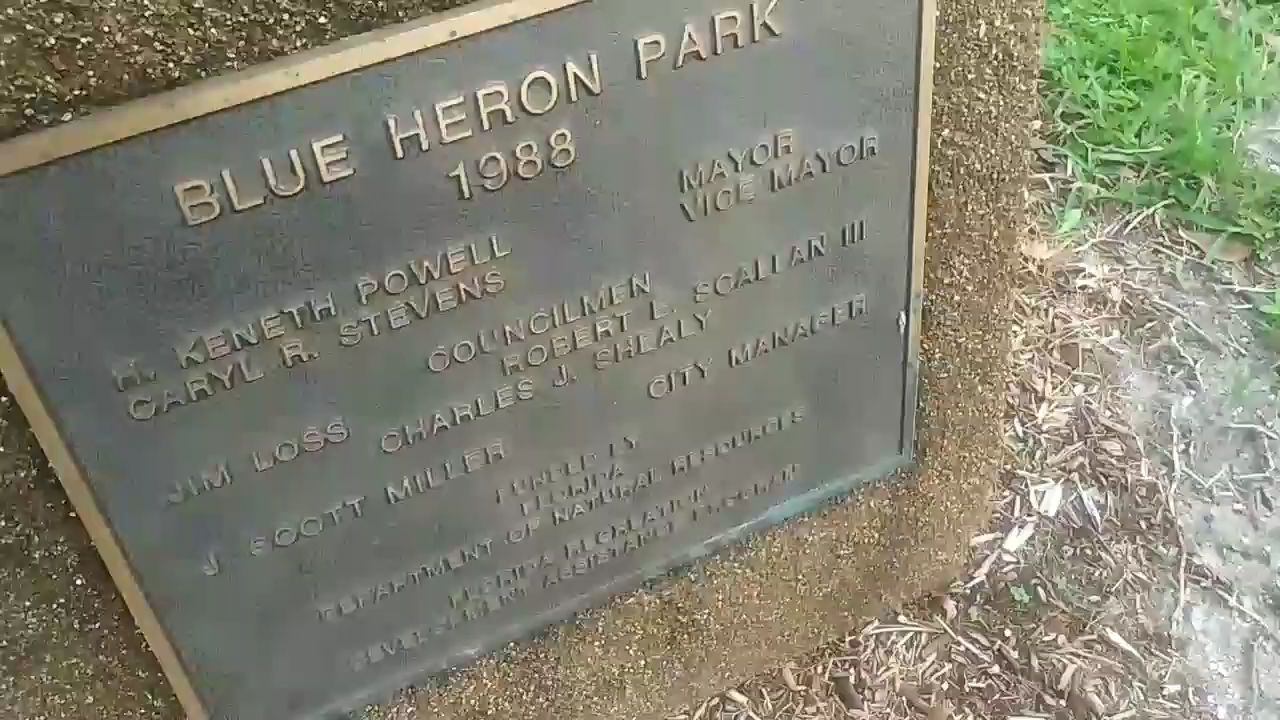 BLUE HERON PARK
1988
H. KENETH POWELL MAYOR
CARYL R. STEVENS VICE MAYOR
COUNCILMEN
JIM LOSS ROBERT L. SCALLAN III
CHARLES J. SHEALY
J. SCOTT MILLER CITY MANAGER
FUNDED BY
FLORIDA
DEPARTMENT OF NATURAL RESOURCES
FLORIDA RECREATION
DEVELOPMENT ASSISTANCE PROGRAM